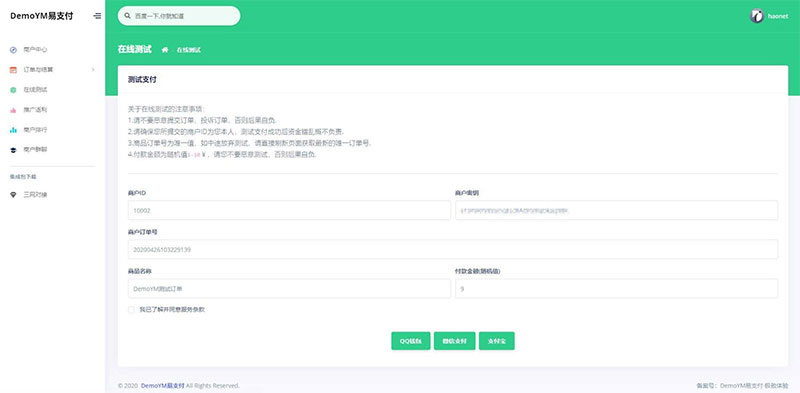 DemoYM易支付
百度一下,你就知道
haonet
商户中心
订单与结算
在线测试
推广返利
商户排行
商户群聊
集成包下载
三网对接
在线测试
在线测试
测试支付
关于在线测试的注意事项:
1.请不要恶意提交订单、投诉订单、否则后果自负.
2.请确保您所提交的商户ID为您本人, 测试支付成功后资金错乱概不负责.
3.商品订单号为唯一值, 如中途放弃测试, 请直接刷新页面获取最新的唯一订单号.
4.付款金额为随机值1-10￥, 请您不要恶意测试, 否则后果自负.
商户ID
商户密钥
10002
商户订单号
20200426103229139
商品名称
付款金额(随机值)
DemoYM测试订单
我已了解并同意服务条款
QQ钱包
微信支付
支付宝
© 2020 DemoYM易支付 All Rights Reserved.
备案号: DemoYM易支付·极致体验